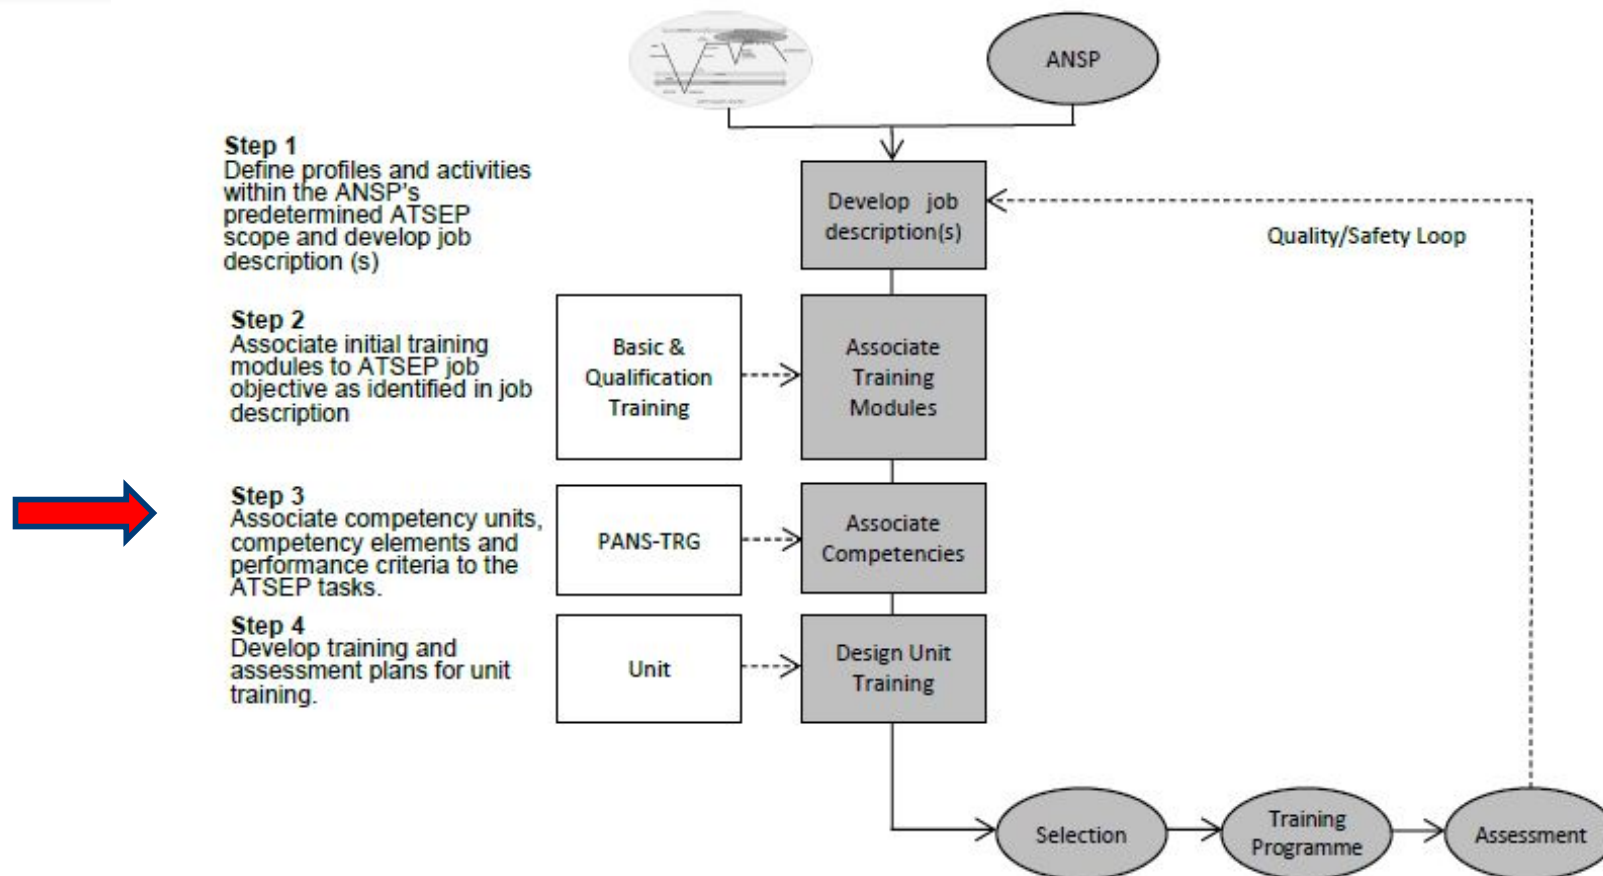 ANSP
Step 1
Define profiles and activities
within the ANSP's
predetermined ATSEP
scope and develop job
description (s)
Develop job
description(s)
Quality/Safety Loop
Step 2
Associate initial training
modules to ATSEP job
objective as identified in job
description
Basic &
Qualification
Training
Associate
Training
Modules
Step 3
Associate competency units,
competency elements and
performance criteria to the
ATSEP tasks.
PANS-TRG
Associate
Competencies
Step 4
Develop training and
assessment plans for unit
training.
Unit
Design Unit
Training
Selection
Training
Programme
Assessment